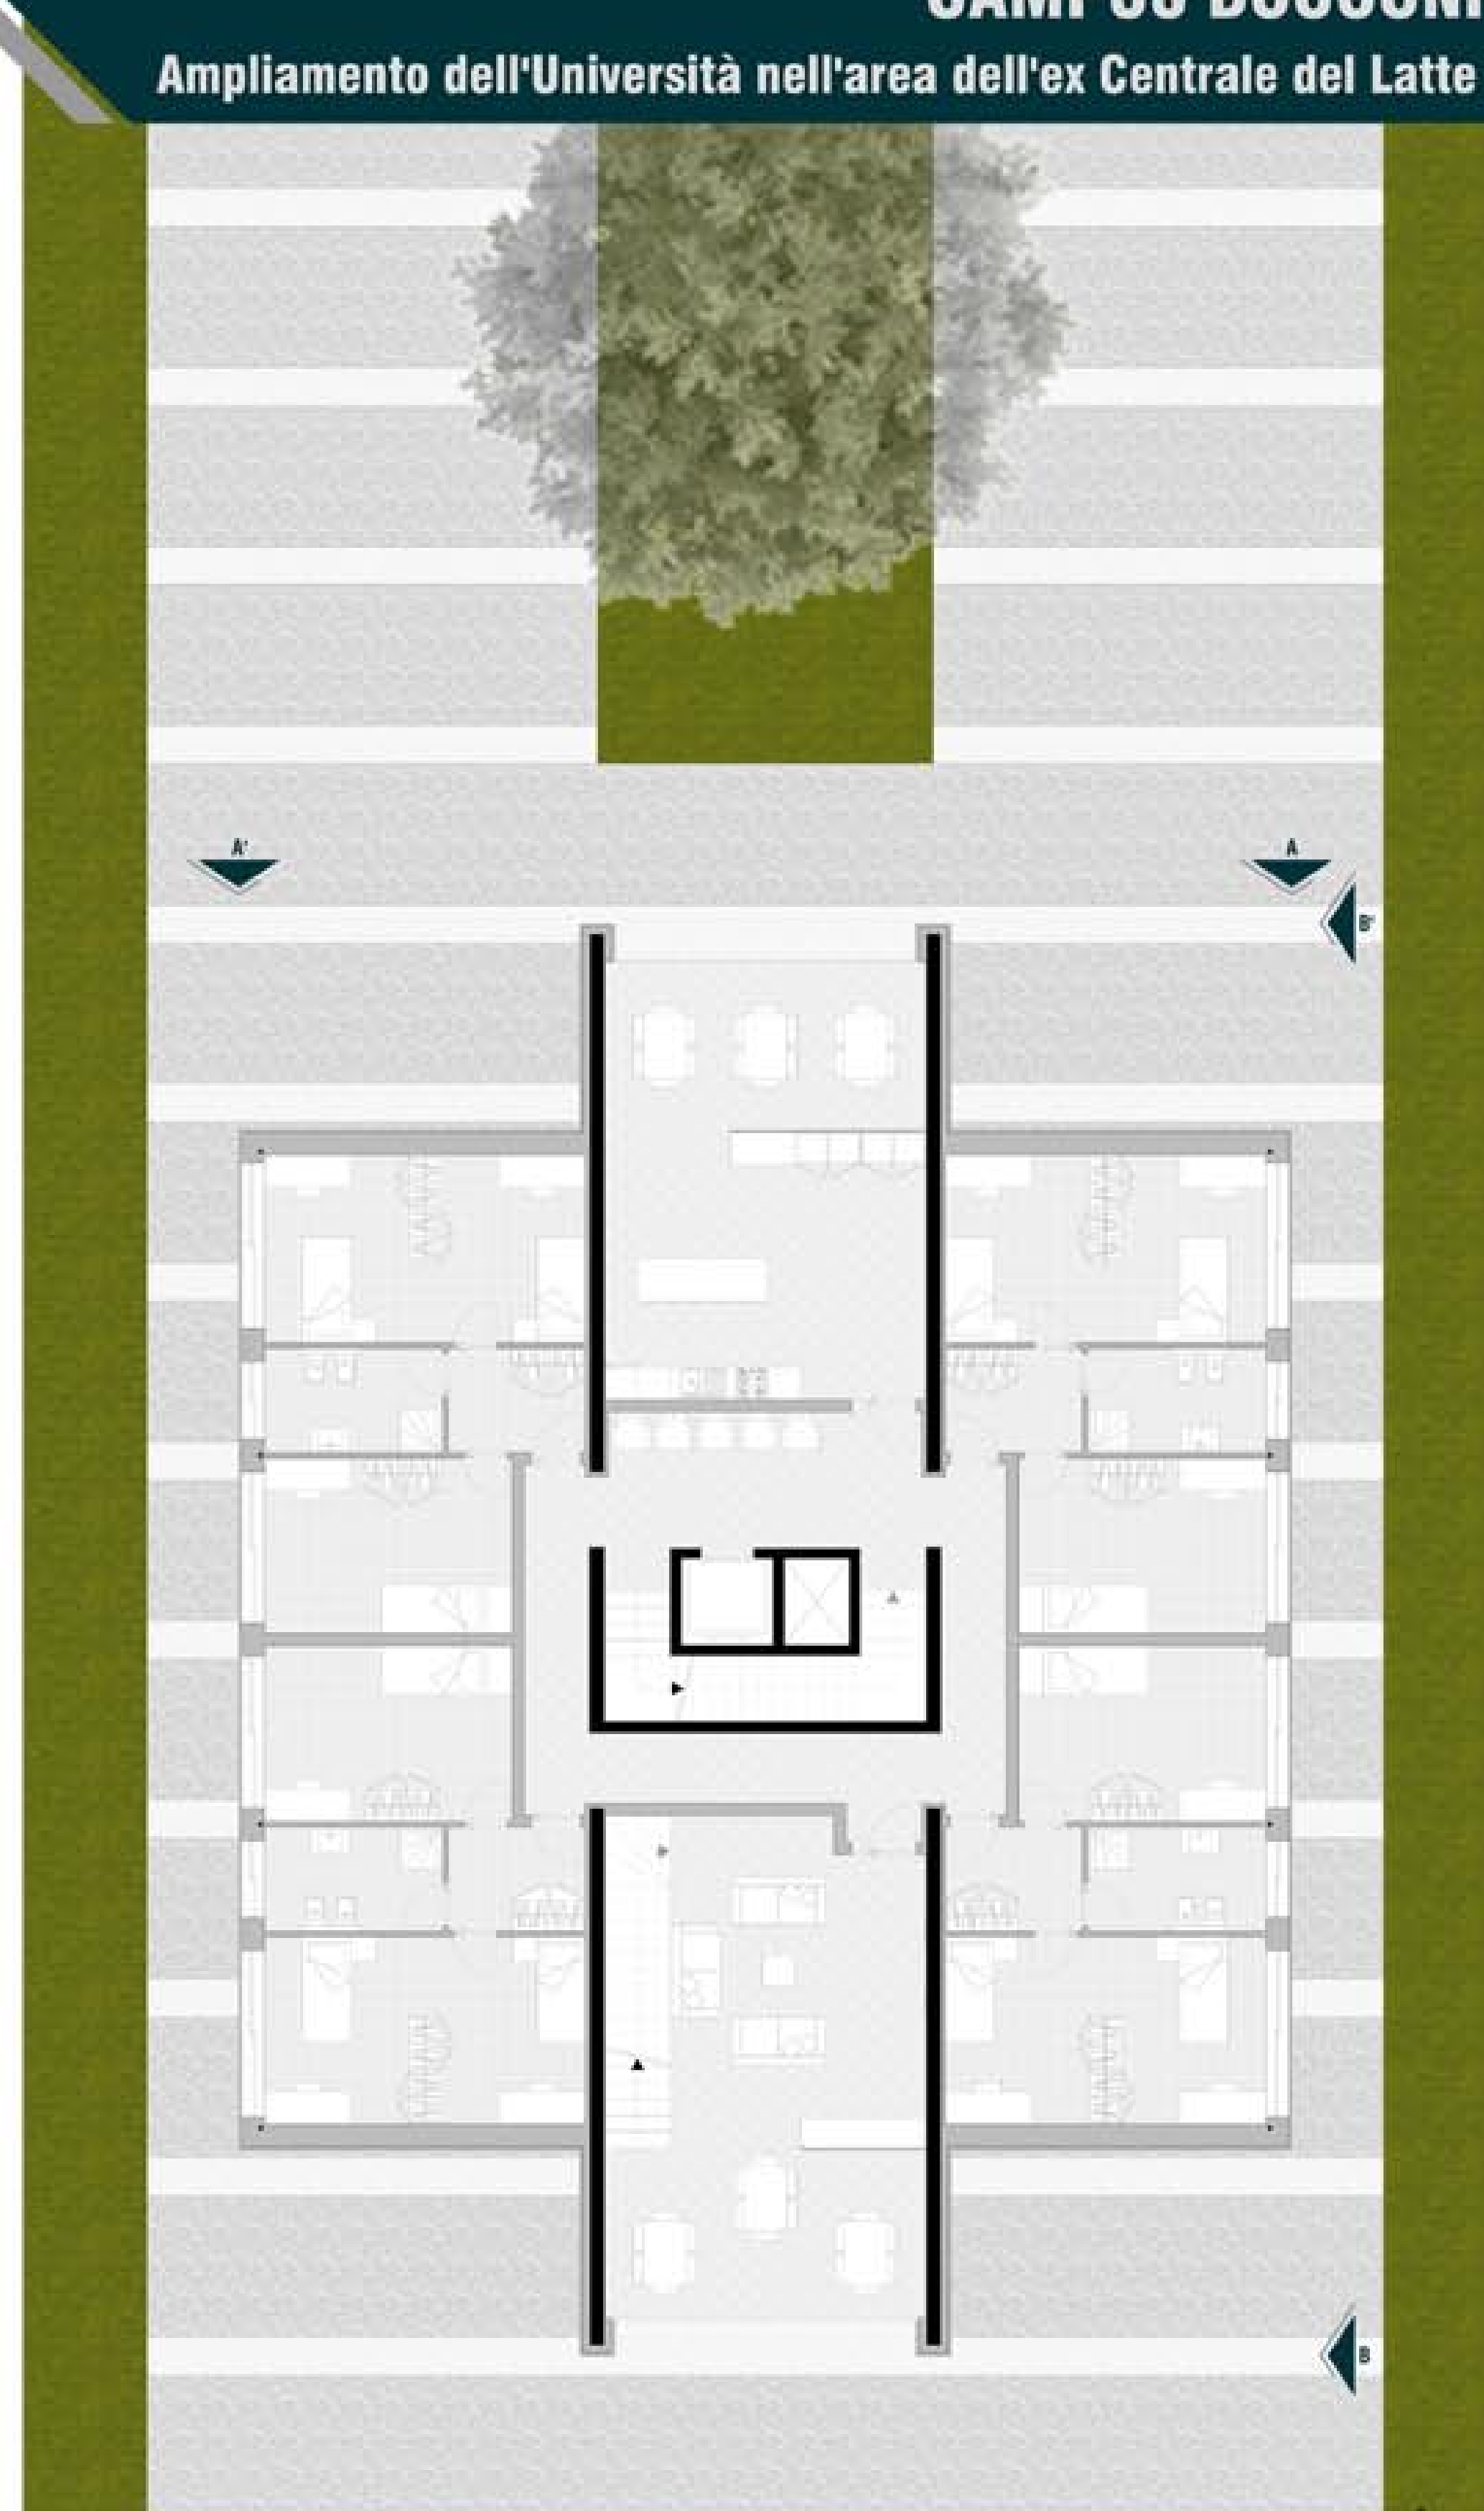 Ampliamento dell'Università nell'area dell'ex Centrale del Latte
A'
A
B'
B